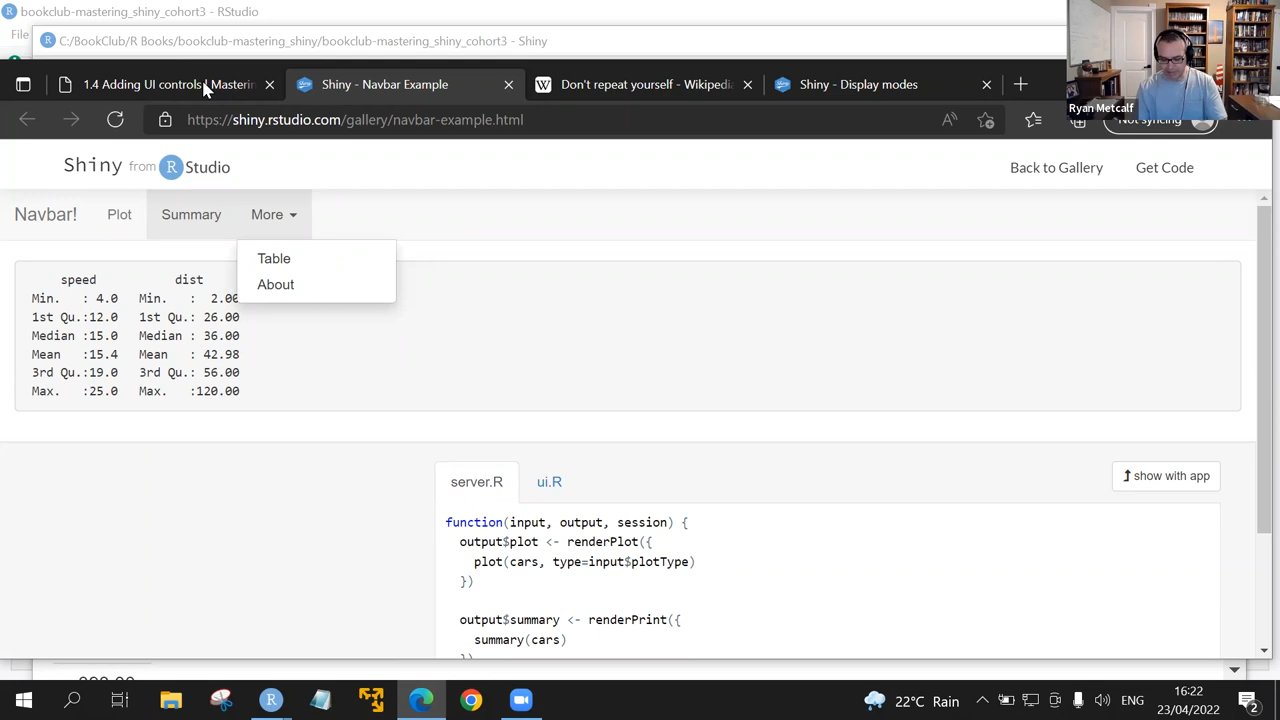 bookclub-mastering_shiny_cohort3 - RStudio
File
C:/BookClub/R Books/bookclub-mastering_shiny/bookclub-mastering_shiny_cohort3 - Shiny
1.4 Adding UI controls | Masterin
Shiny - Navbar Example
Don't repeat yourself - Wikipedia
Shiny - Display modes
Ryan Metcalf
https://shiny.rstudio.com/gallery/navbar-example.html
Not syncing
Shiny from R Studio
Back to Gallery
Get Code
Navbar!
Plot
Summary
More
Table
About
speed dist
Min. : 4.0 Min. : 2.00
1st Qu.:12.0 1st Qu.: 26.00
Median :15.0 Median : 36.00
Mean :15.4 Mean : 42.98
3rd Qu.:19.0 3rd Qu.: 56.00
Max. :25.0 Max. :120.00
server.R
ui.R
show with app
function(input, output, session) {
output$plot <- renderPlot({
plot(cars, type=input$plotType)
})
output$summary <- renderPrint({
summary(cars)
})
22°C Rain
ENG
16:22
23/04/2022
2